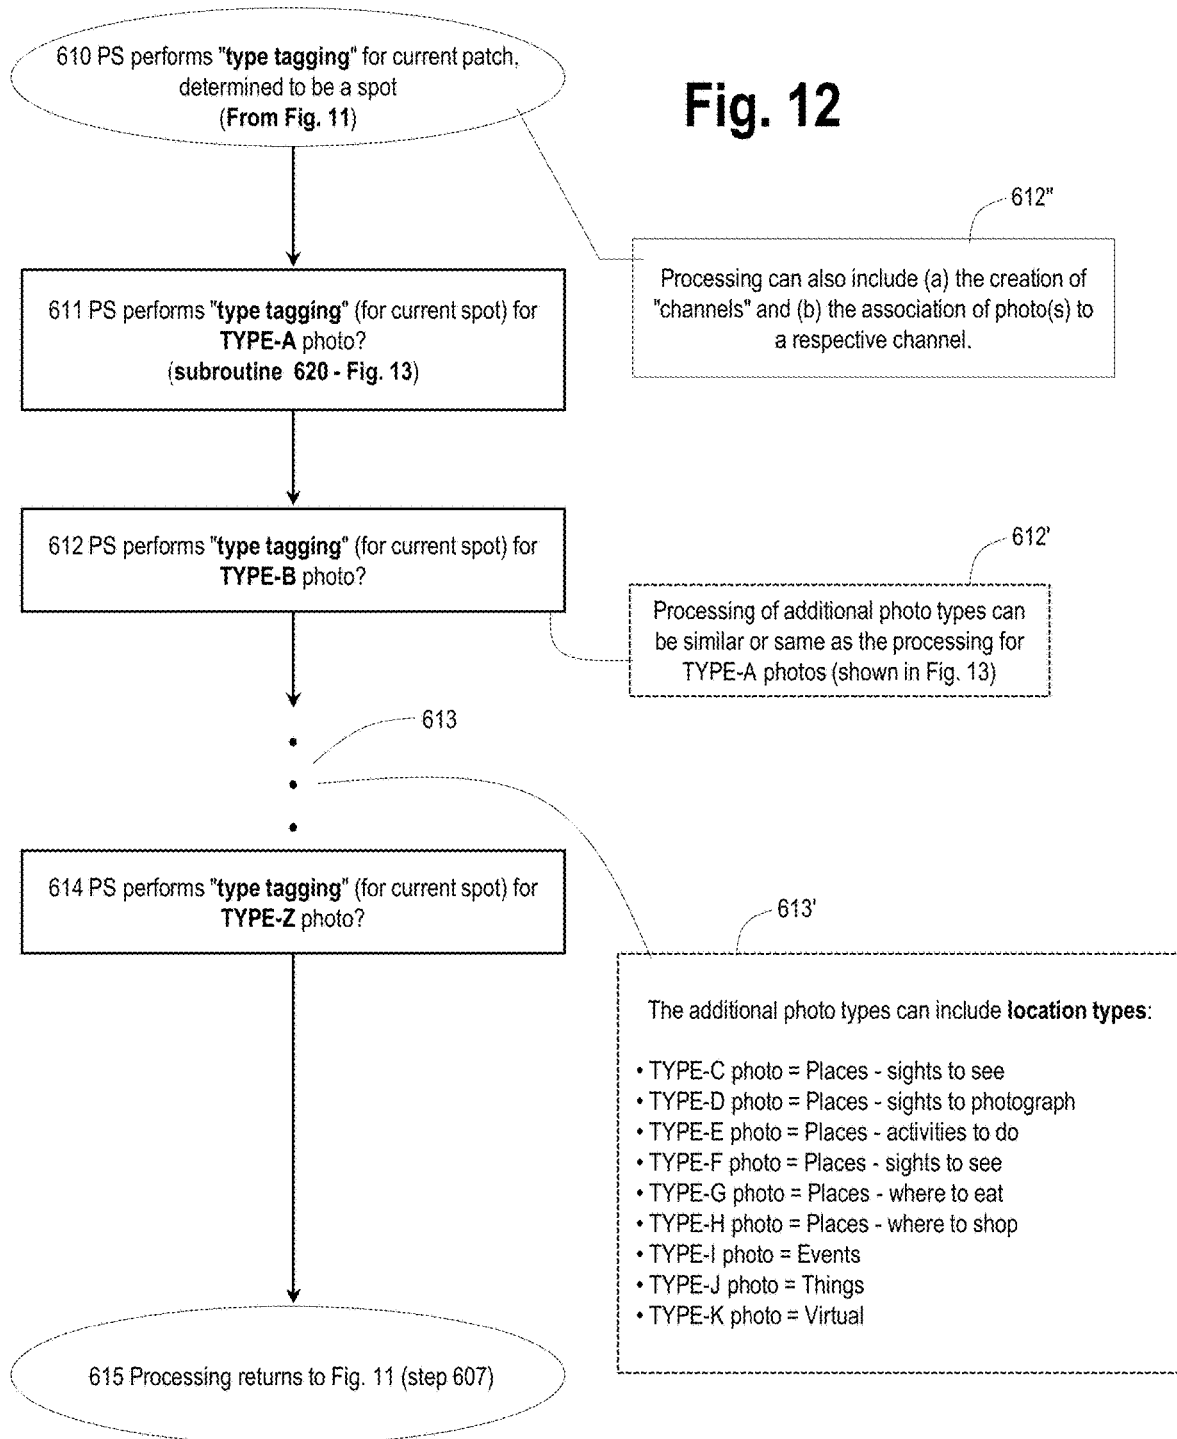 610 PS performs "type tagging" for current patch,
determined to be a spot
(From Fig. 11)
Fig. 12
612"
Processing can also include (a) the creation of
"channels" and (b) the association of photo(s) to
a respective channel.
611 PS performs "type tagging" (for current spot) for
TYPE-A photo?
(subroutine 620 - Fig. 13)
612 PS performs "type tagging" (for current spot) for
TYPE-B photo?
612'
Processing of additional photo types can
be similar or same as the processing for
TYPE-A photos (shown in Fig. 13)
613
614 PS performs "type tagging" (for current spot) for
TYPE-Z photo?
613'
The additional photo types can include location types:
• TYPE-C photo = Places - sights to see
• TYPE-D photo = Places - sights to photograph
• TYPE-E photo = Places - activities to do
• TYPE-F photo = Places - sights to see
• TYPE-G photo = Places - where to eat
• TYPE-H photo = Places - where to shop
• TYPE-I photo = Events
• TYPE-J photo = Things
• TYPE-K photo = Virtual
615 Processing returns to Fig. 11 (step 607)